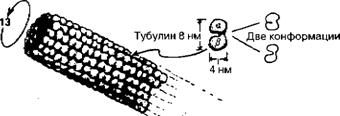 13
Тубулин 8 нм
α
β
Две конформации
4 нм